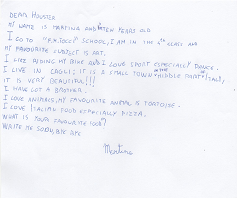 DEAR HOUSTER
MY NAME IS MARTINA AND I'M TEN YEARS OLD
I GO TO SCHOOL, I AM IN THE 4th CLASS AND
MY FAVOURITE SUBJECT IS ART.
I LIKE RIDING MY BIKE AND I LOVE SPORT ESPECIALLY DANCE.
I LIVE IN CAGLI; IT IS A SMALL TOWN IN THE MIDDLE POINT OF ITALY,
IT IS VERY BEAUTIFUL!!!
I HAVE GOT A BROTHER.
I LOVE ANIMALS, MY FAVOURITE ANIMAL IS TORTOISE.
I LOVE ITALIAN FOOD ESPECIALLY PIZZA.
WHAT IS YOUR FAVOURITE FOOD?
WRITE ME SOON, BYE BYE
Martina